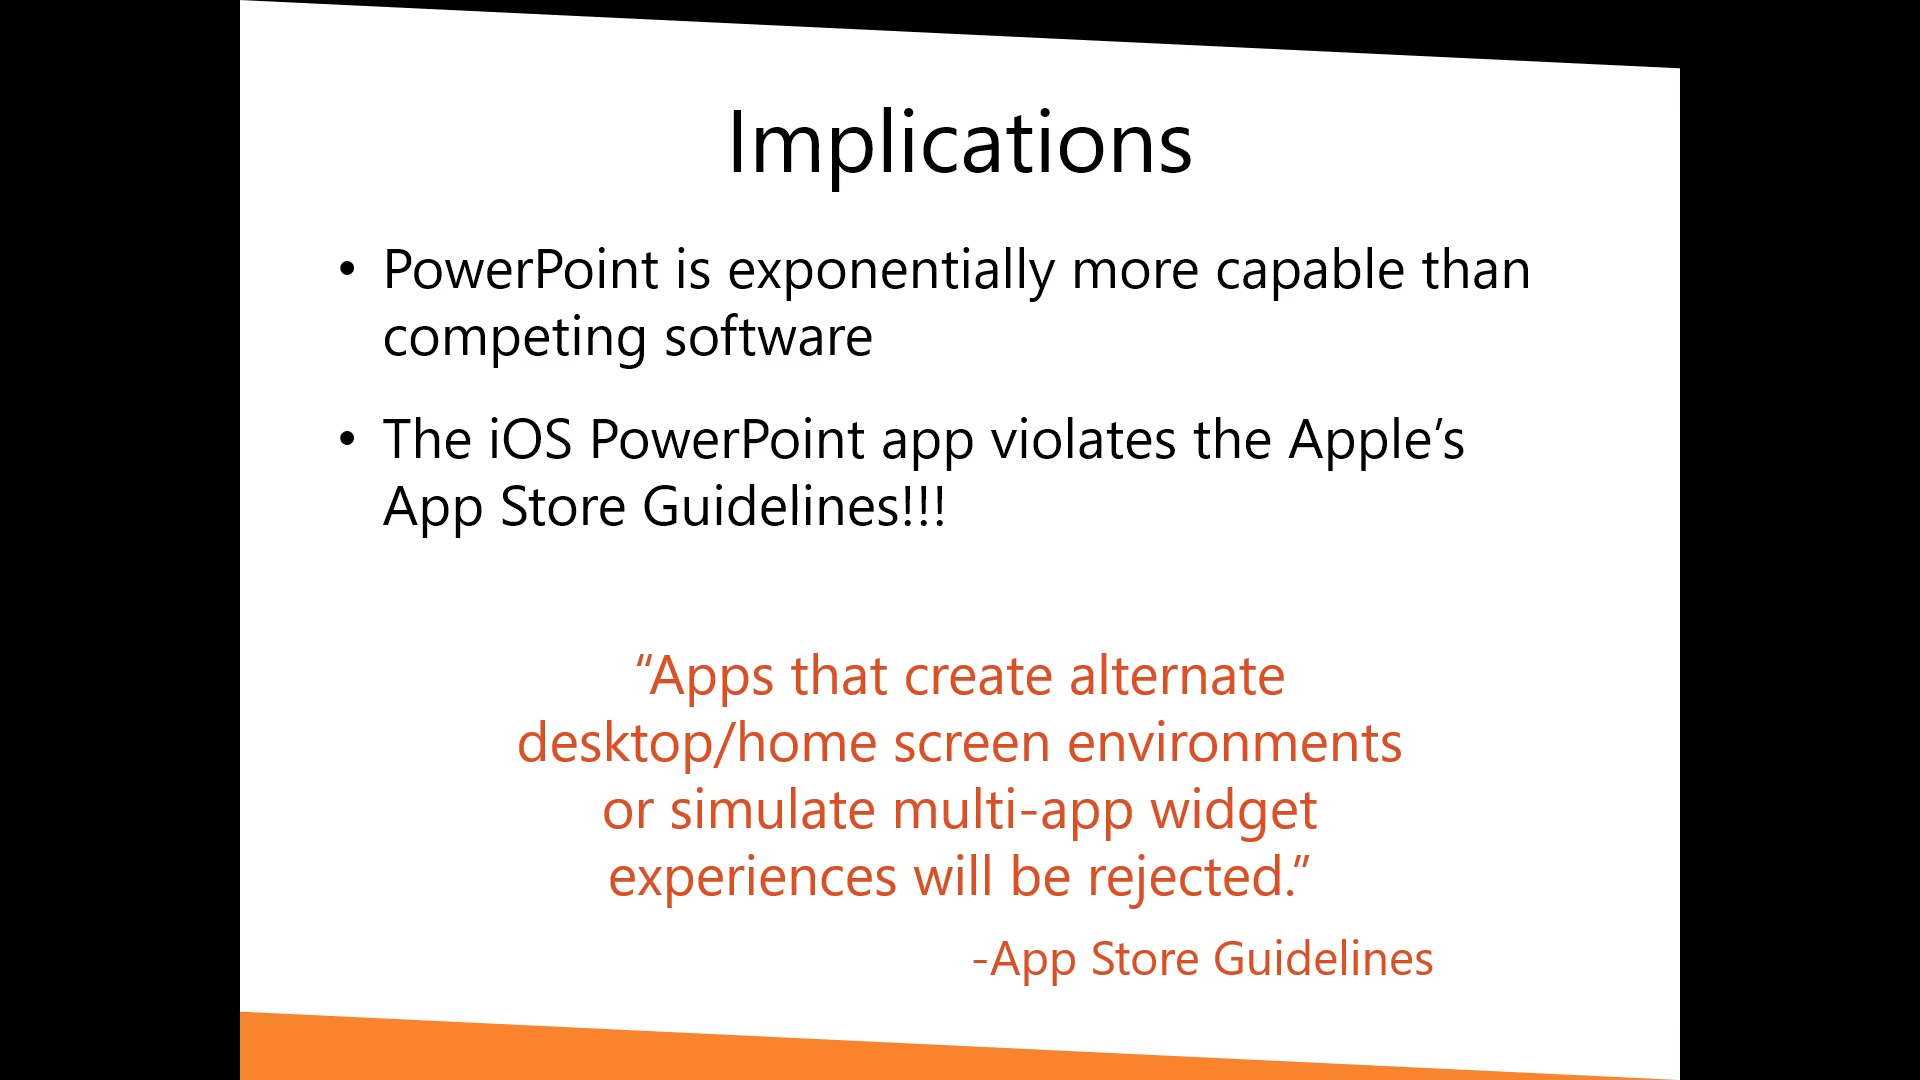 Implications
• PowerPoint is exponentially more capable than
competing software
• The iOS PowerPoint app violates the Apple’s
App Store Guidelines!!!
“Apps that create alternate
desktop/home screen environments
or simulate multi-app widget
experiences will be rejected.”
-App Store Guidelines